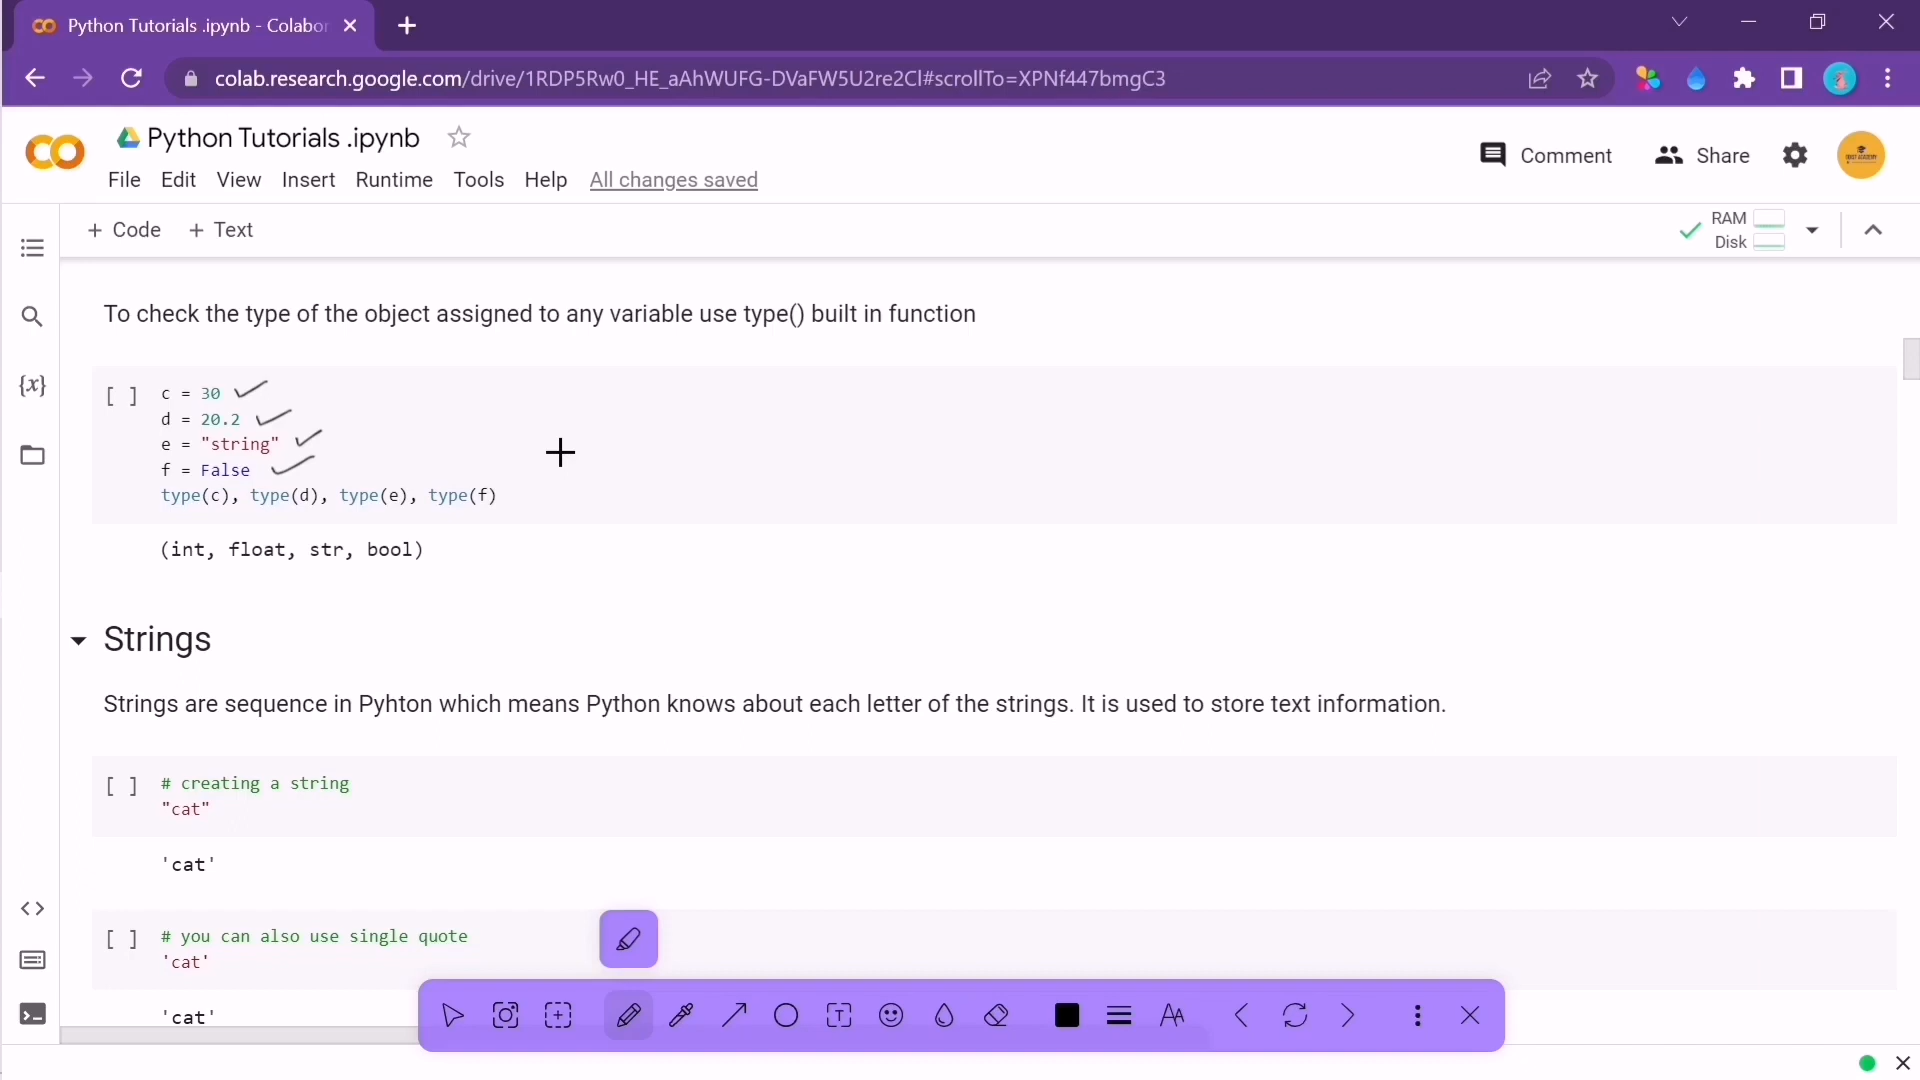 Python Tutorials .ipynb - Colabor
colab.research.google.com/drive/1RDP5Rw0_HE_aAhWUFG-DVaFW5U2re2Cl#scrollTo=XPNf447bmgC3
Python Tutorials .ipynb
Comment
Share
File Edit View Insert Runtime Tools Help All changes saved
+ Code + Text
RAM
Disk
To check the type of the object assigned to any variable use type() built in function
[ ] c = 30
d = 20.2
e = "string"
f = False
type(c), type(d), type(e), type(f)
(int, float, str, bool)
Strings
Strings are sequence in Pyhton which means Python knows about each letter of the strings. It is used to store text information.
[ ] # creating a string
"cat"
'cat'
[ ] # you can also use single quote
'cat'
'cat'